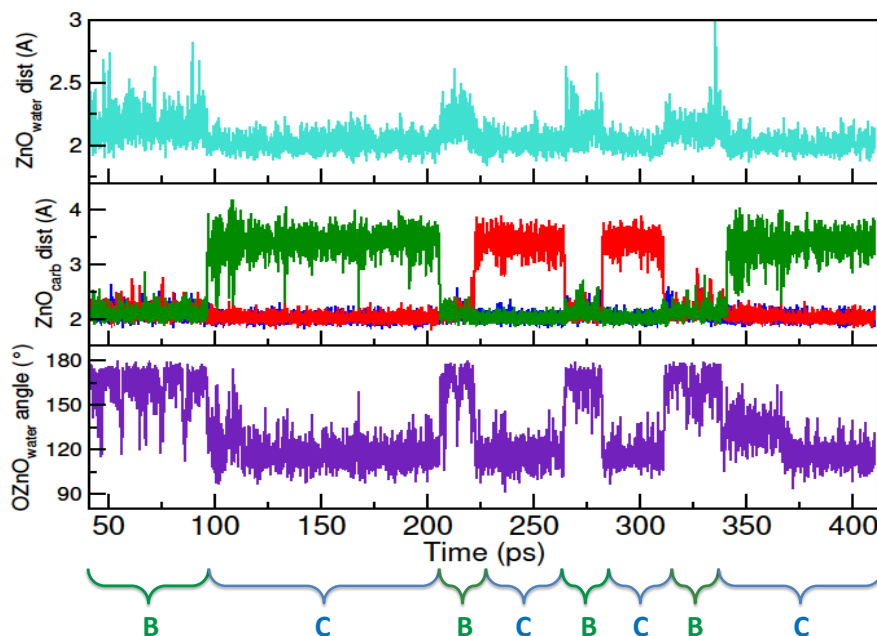 ZnO_water dist (A)
3
2.5
2
ZnO_carb dist (A)
4
3
2
OZnO_water angle (°)
180
150
120
90
50 100 150 200 250 300 350 400
Time (ps)
B C B C B C B C